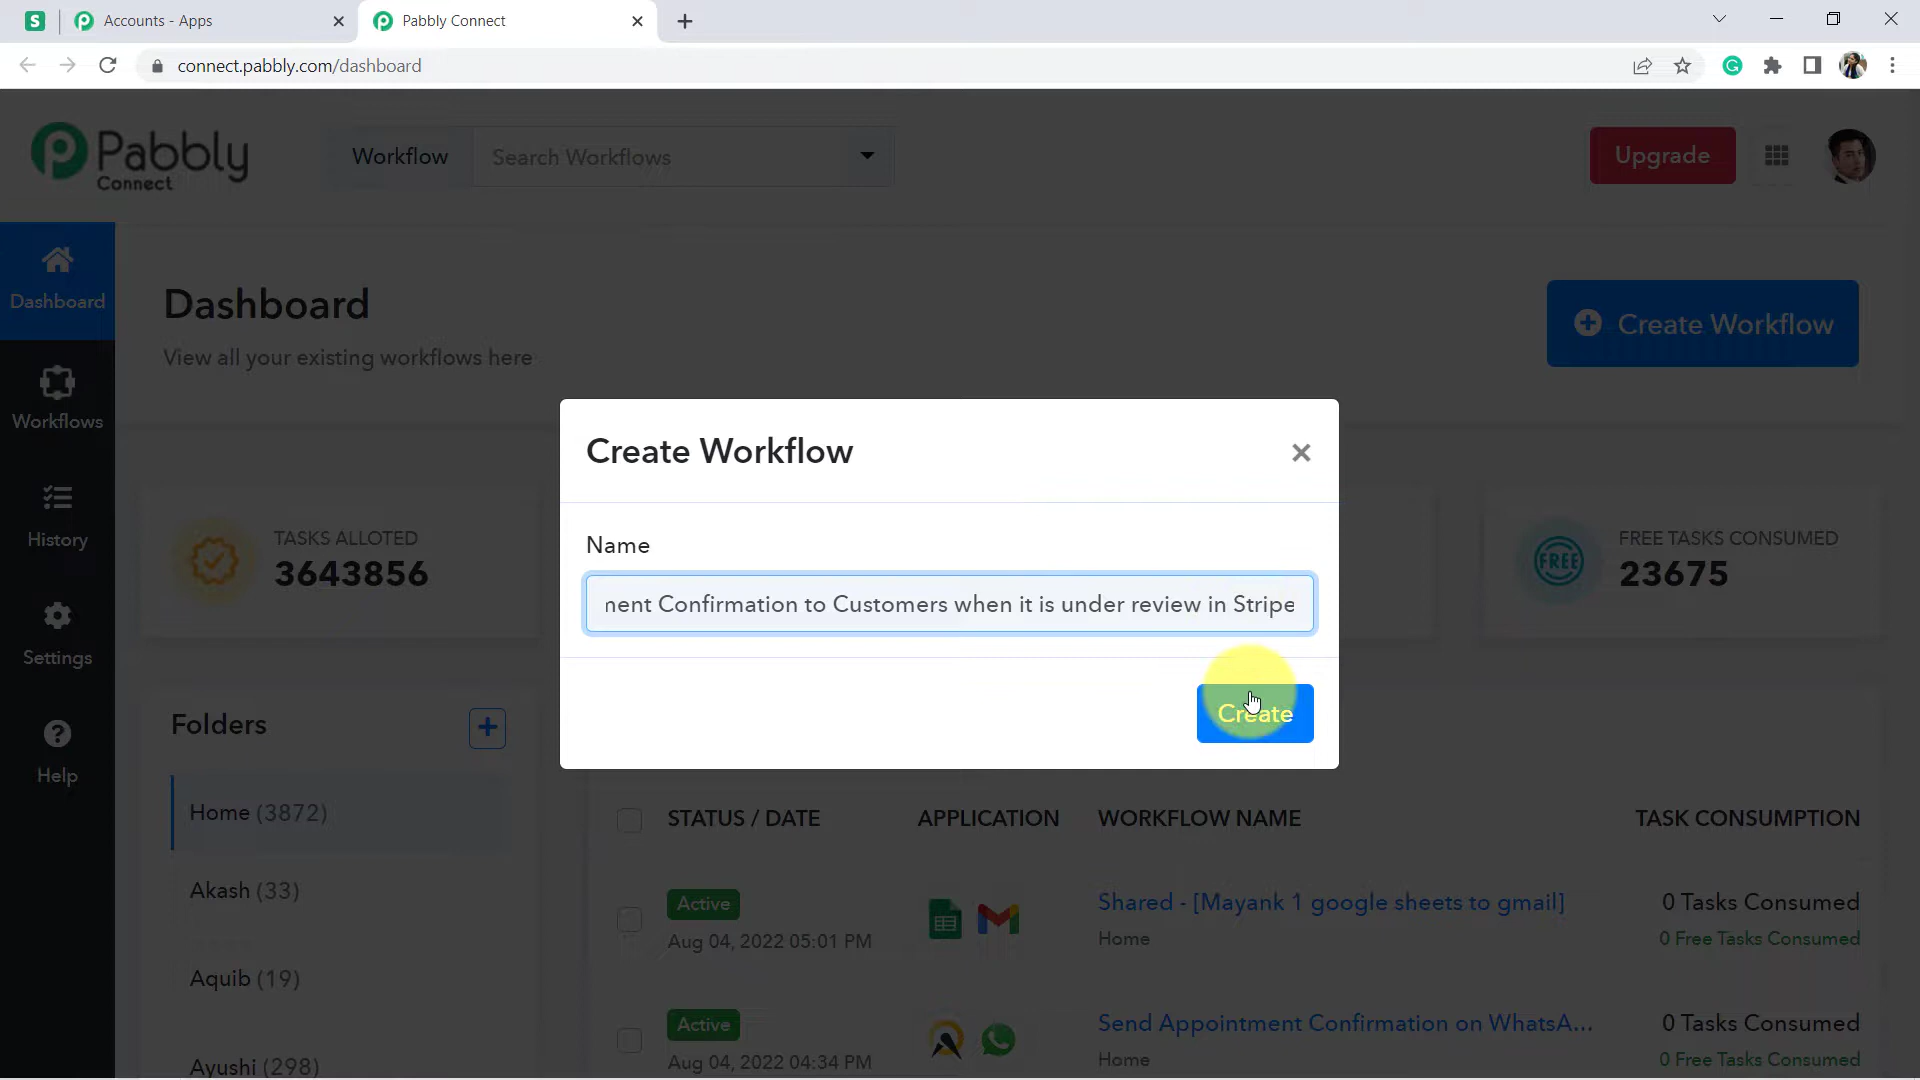 S
Accounts - Apps
Pabbly Connect
connect.pabbly.com/dashboard
Pabbly
Connect
Workflow
Search Workflows
Upgrade
Dashboard
Dashboard
View all your existing workflows here
Create Workflow
Workflows
Create Workflow
Name
nent Confirmation to Customers when it is under review in Stripe
Create
History
TASKS ALLOTED
3643856
FREE
FREE TASKS CONSUMED
23675
Settings
Help
Folders
Home (3872)
Akash (33)
Aquib (19)
Ayushi (298)
STATUS / DATE
APPLICATION
WORKFLOW NAME
TASK CONSUMPTION
Active
Aug 04, 2022 05:01 PM
Shared - [Mayank 1 google sheets to gmail]
Home
0 Tasks Consumed
0 Free Tasks Consumed
Active
Aug 04, 2022 04:34 PM
Send Appointment Confirmation on WhatsA...
Home
0 Tasks Consumed
0 Free Tasks Consumed